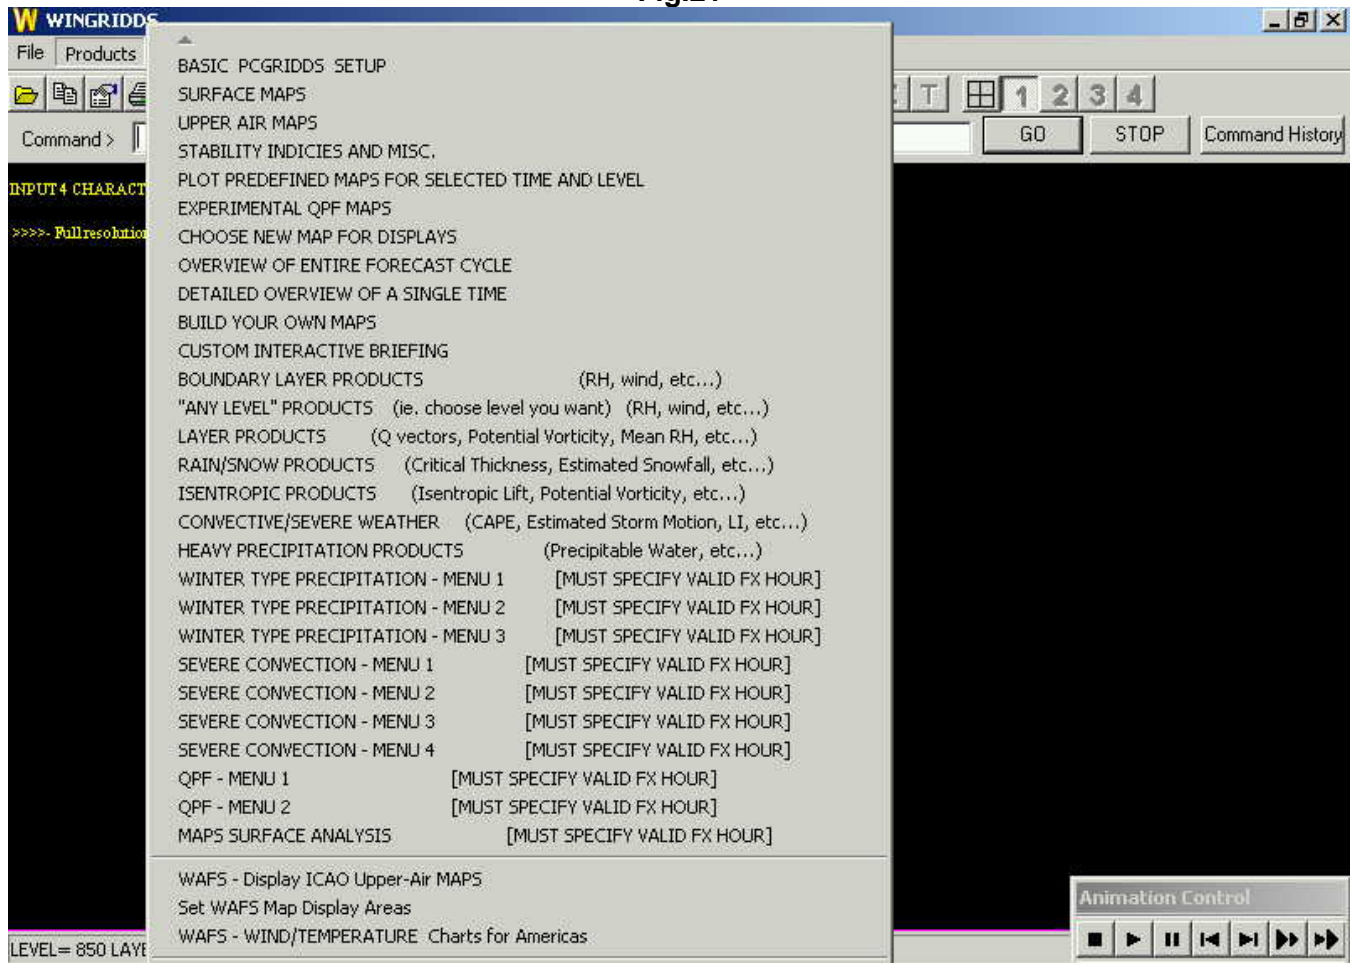 WINGRIDDS
File Products
T 1 2 3 4
Command > GO STOP Command History
INPUT 4 CHARACT
>>>>- Full resolution
BASIC PCGRIDDS SETUP
SURFACE MAPS
UPPER AIR MAPS
STABILITY INDICIES AND MISC.
PLOT PREDEFINED MAPS FOR SELECTED TIME AND LEVEL
EXPERIMENTAL QPF MAPS
CHOOSE NEW MAP FOR DISPLAYS
OVERVIEW OF ENTIRE FORECAST CYCLE
DETAILED OVERVIEW OF A SINGLE TIME
BUILD YOUR OWN MAPS
CUSTOM INTERACTIVE BRIEFING
BOUNDARY LAYER PRODUCTS (RH, wind, etc...)
"ANY LEVEL" PRODUCTS (ie. choose level you want) (RH, wind, etc...)
LAYER PRODUCTS (Q vectors, Potential Vorticity, Mean RH, etc...)
RAIN/SNOW PRODUCTS (Critical Thickness, Estimated Snowfall, etc...)
ISENTROPIC PRODUCTS (Isentropic Lift, Potential Vorticity, etc...)
CONVECTIVE/SEVERE WEATHER (CAPE, Estimated Storm Motion, LI, etc...)
HEAVY PRECIPITATION PRODUCTS (Precipitable Water, etc...)
WINTER TYPE PRECIPITATION - MENU 1 [MUST SPECIFY VALID FX HOUR]
WINTER TYPE PRECIPITATION - MENU 2 [MUST SPECIFY VALID FX HOUR]
WINTER TYPE PRECIPITATION - MENU 3 [MUST SPECIFY VALID FX HOUR]
SEVERE CONVECTION - MENU 1 [MUST SPECIFY VALID FX HOUR]
SEVERE CONVECTION - MENU 2 [MUST SPECIFY VALID FX HOUR]
SEVERE CONVECTION - MENU 3 [MUST SPECIFY VALID FX HOUR]
SEVERE CONVECTION - MENU 4 [MUST SPECIFY VALID FX HOUR]
QPF - MENU 1 [MUST SPECIFY VALID FX HOUR]
QPF - MENU 2 [MUST SPECIFY VALID FX HOUR]
MAPS SURFACE ANALYSIS [MUST SPECIFY VALID FX HOUR]
WAFS - Display ICAO Upper-Air MAPS
Set WAFS Map Display Areas
WAFS - WIND/TEMPERATURE Charts for Americas
Animation Control
LEVEL= 850 LAYE